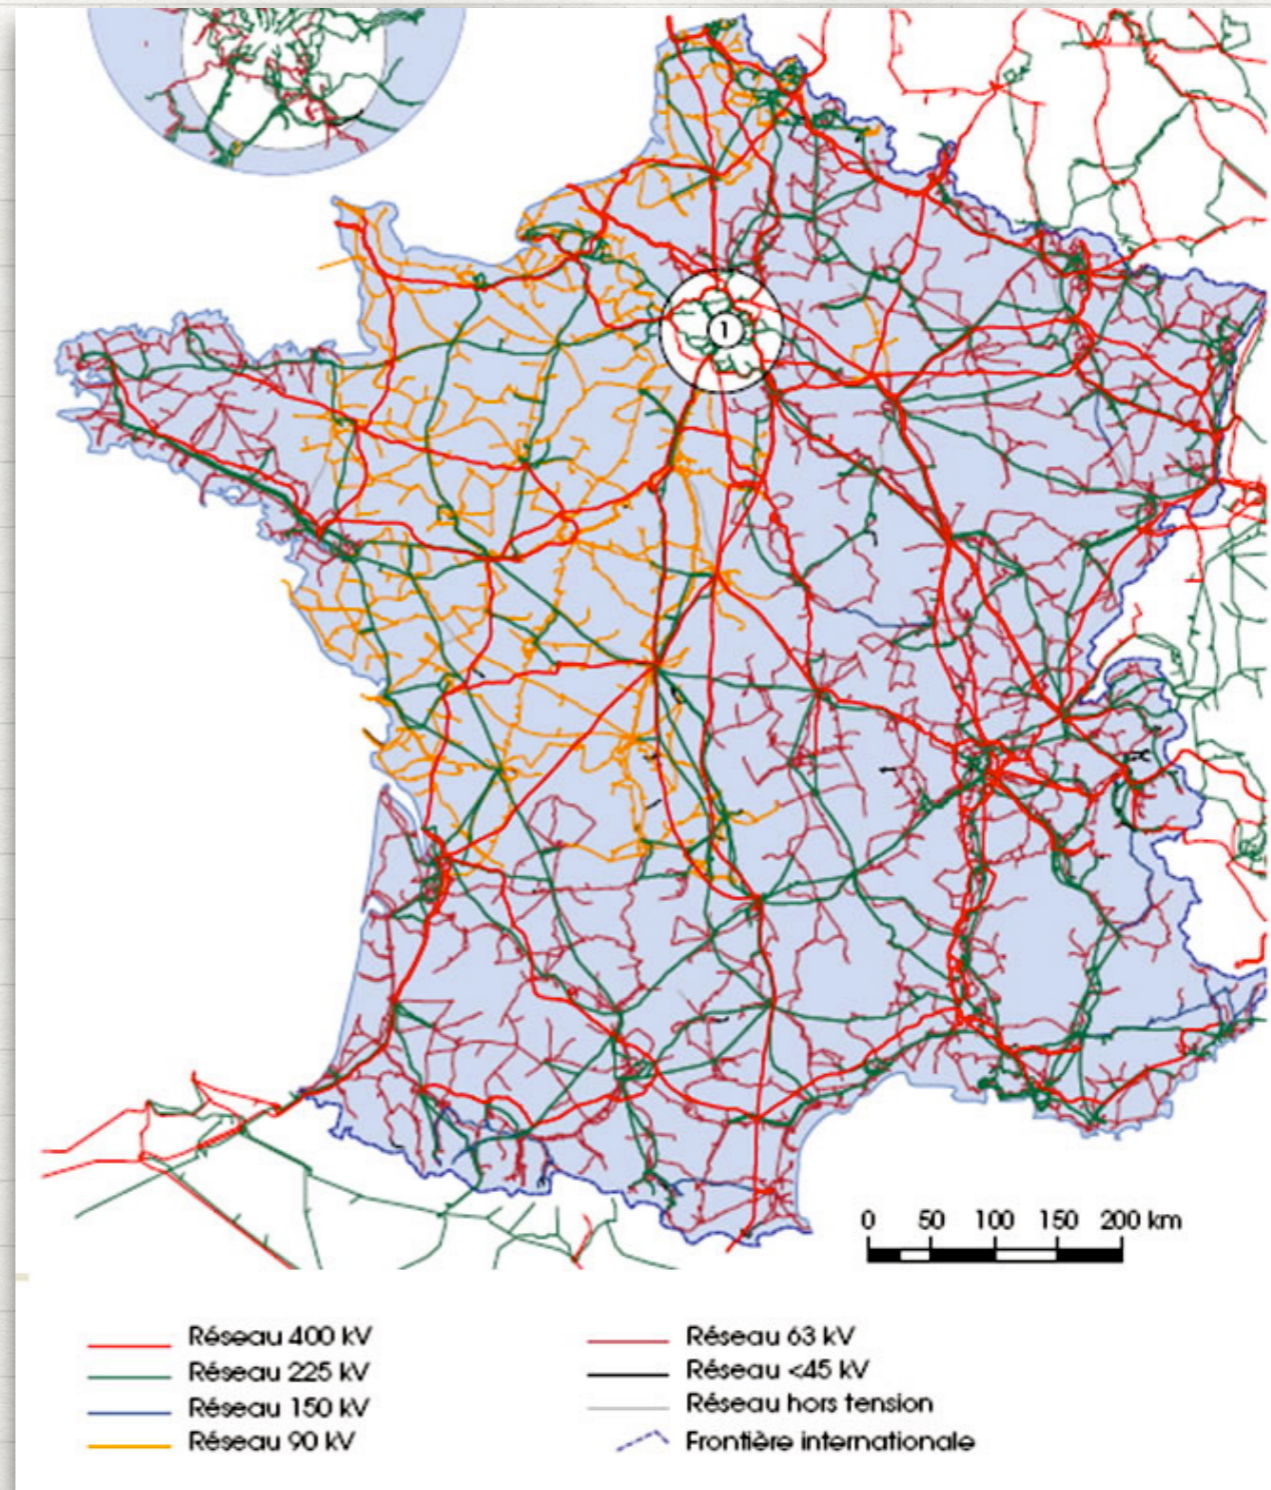 1
0 50 100 150 200 km
Réseau 400 kV
Réseau 225 kV
Réseau 150 kV
Réseau 90 kV
Réseau 63 kV
Réseau <45 kV
Réseau hors tension
Frontière internationale